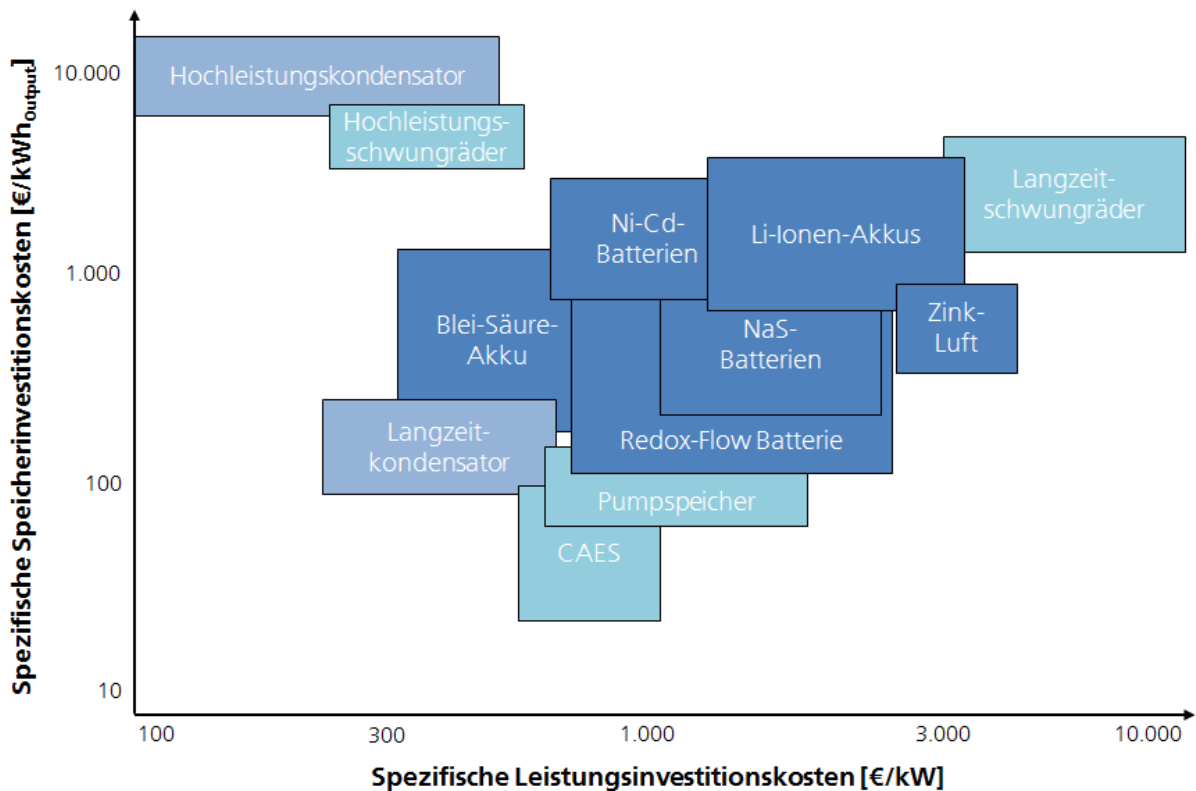 Spezifische Speicherinvestitionskosten [€/kWh_Output]
10.000
1.000
100
10
Hochleistungskondensator
Hochleistungs-
schwungräder
Langzeit-
schwungräder
Ni-Cd-
Batterien
Li-Ionen-Akkus
Blei-Säure-
Akku
NaS-
Batterien
Zink-
Luft
Langzeit-
kondensator
Redox-Flow Batterie
Pumpspeicher
CAES
100
300
1.000
3.000
10.000
Spezifische Leistungsinvestitionskosten [€/kW]